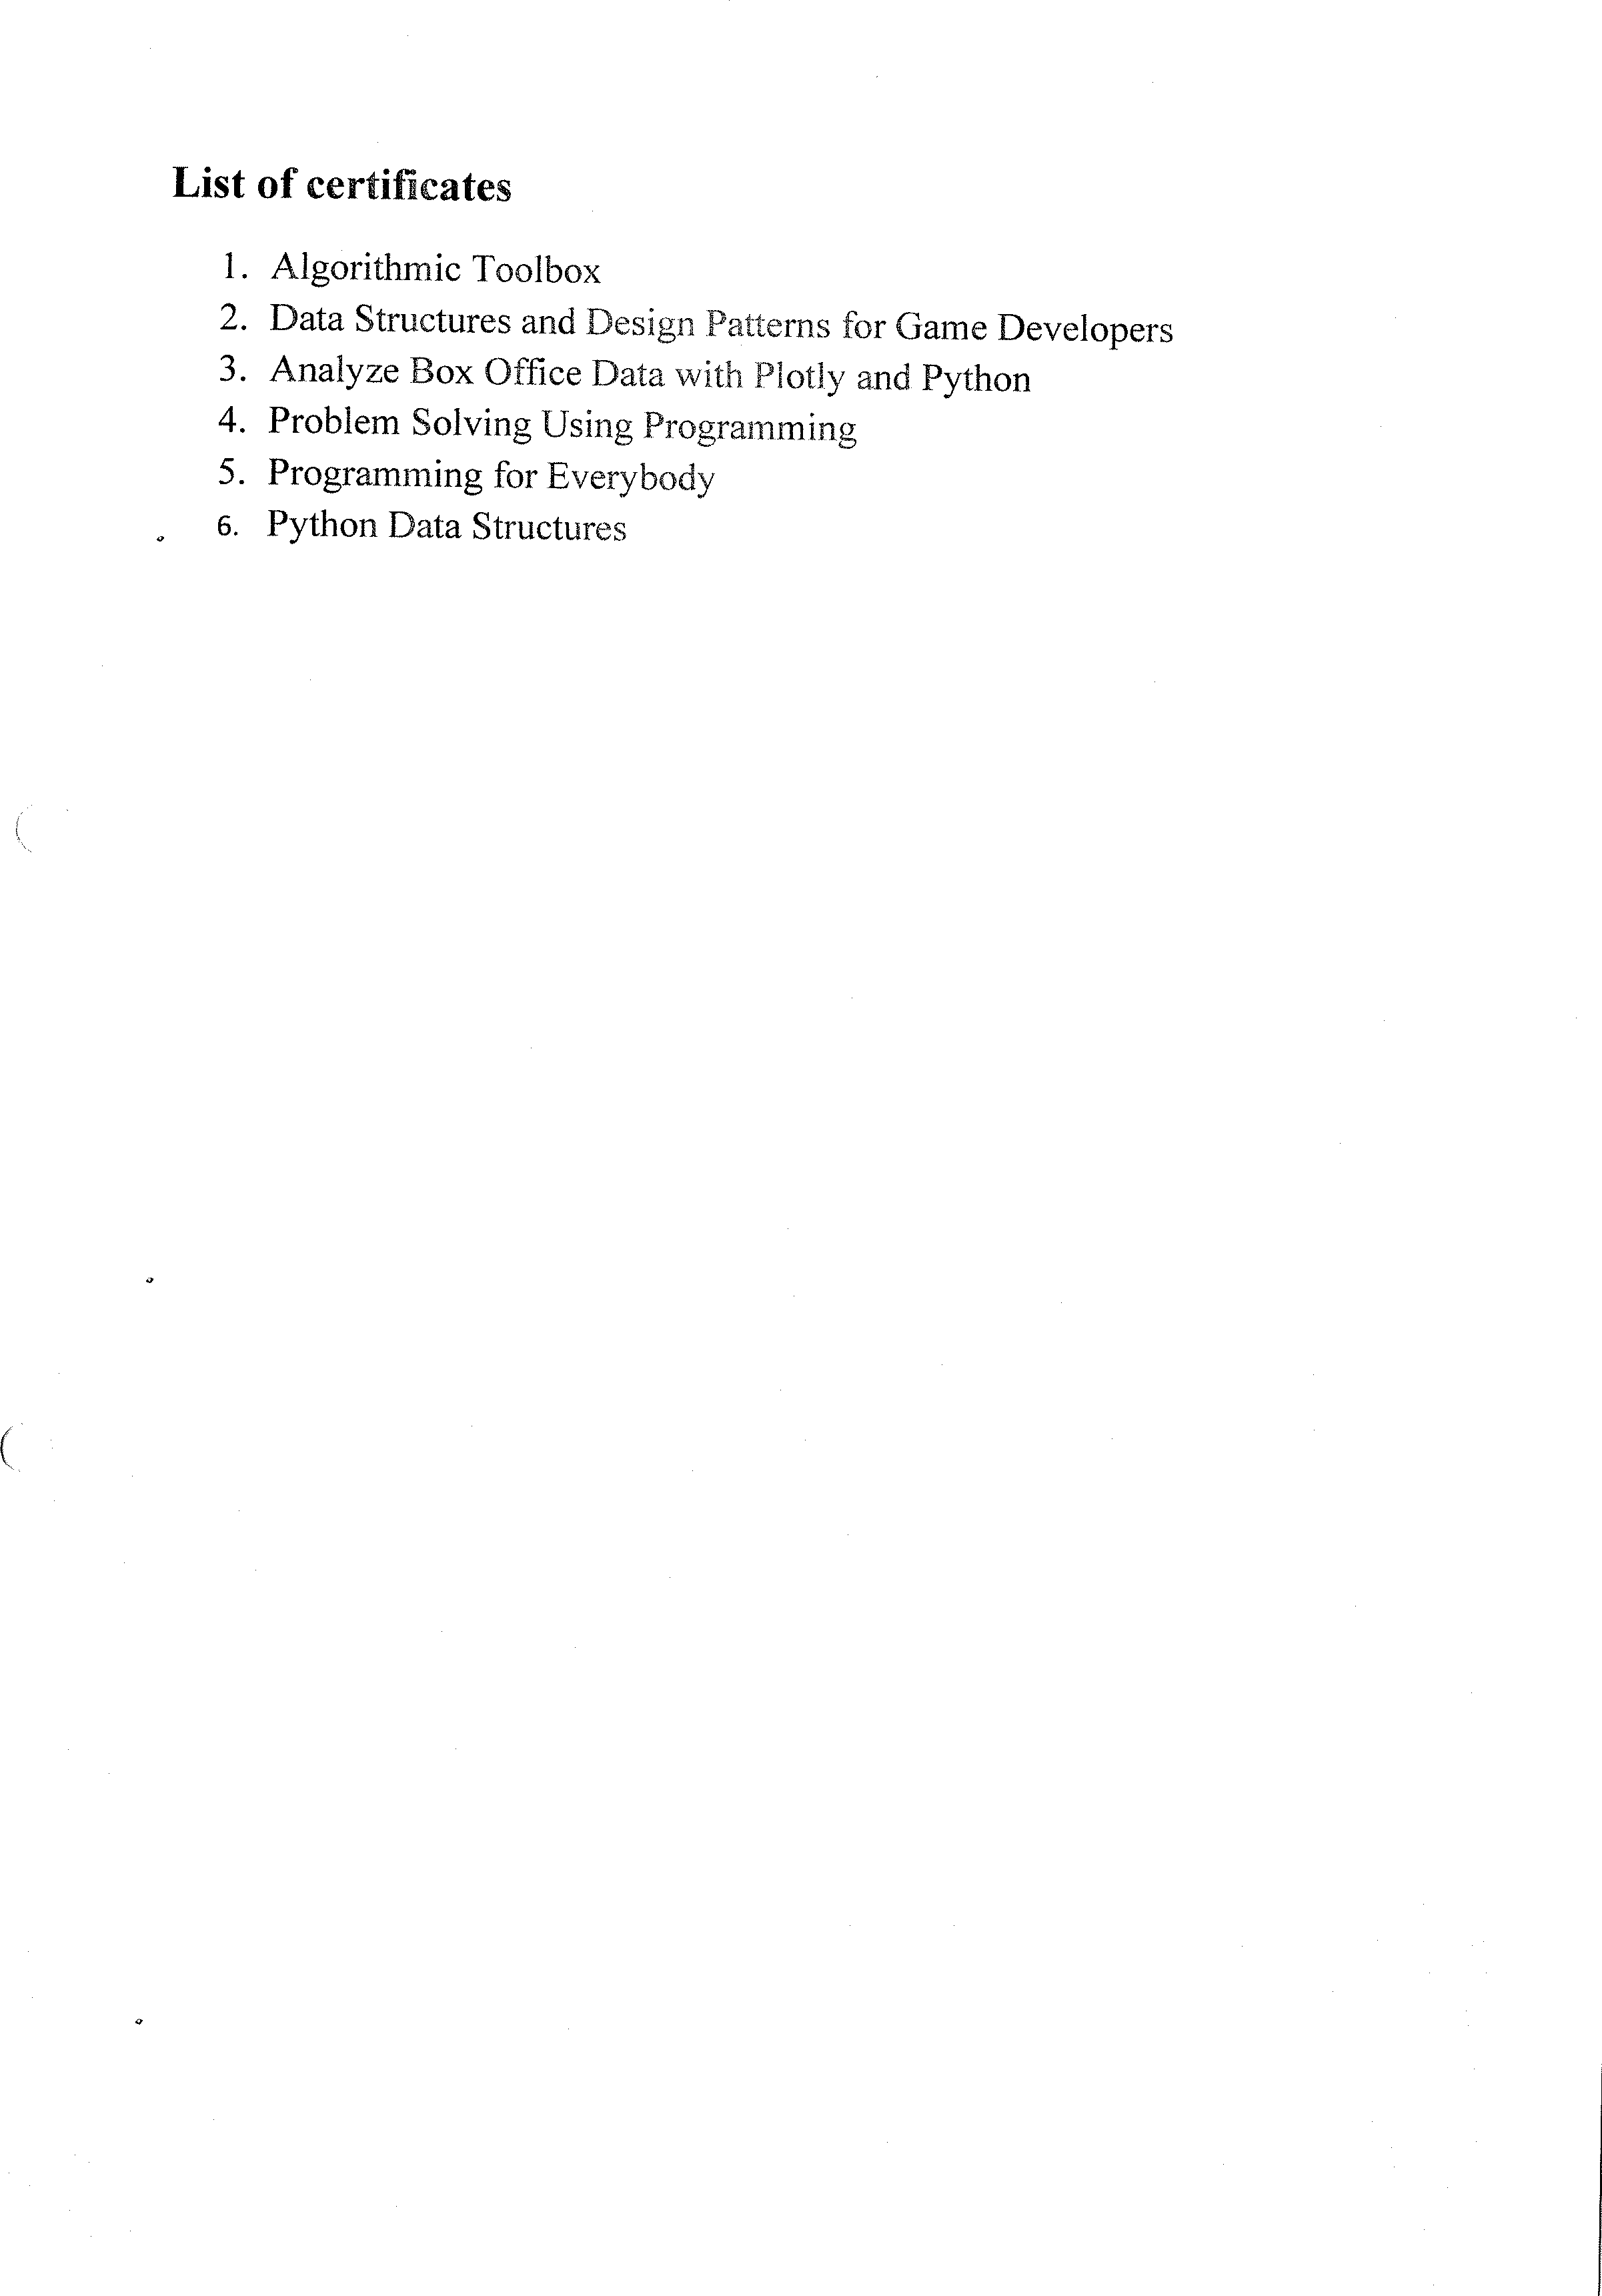 List of certificates
1. Algorithmic Toolbox
2. Data Structures and Design Patterns for Game Developers
3. Analyze Box Office Data with Plotly and Python
4. Problem Solving Using Programming
5. Programming for Everybody
6. Python Data Structures